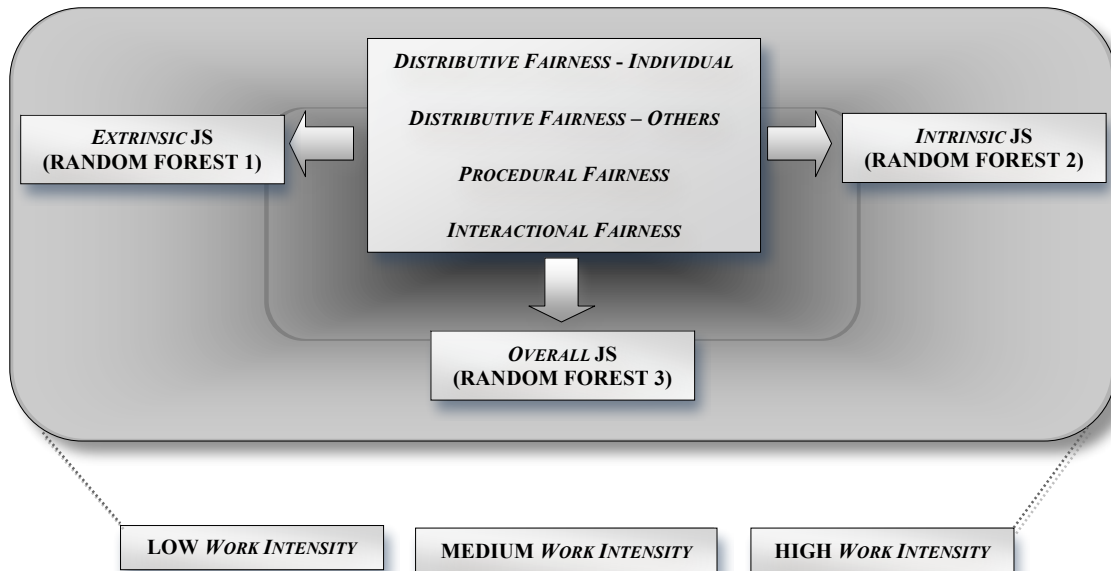 DISTRIBUTIVE FAIRNESS - INDIVIDUAL
DISTRIBUTIVE FAIRNESS – OTHERS
PROCEDURAL FAIRNESS
INTERACTIONAL FAIRNESS
EXTRINSIC JS
(RANDOM FOREST 1)
INTRINSIC JS
(RANDOM FOREST 2)
OVERALL JS
(RANDOM FOREST 3)
LOW WORK INTENSITY
MEDIUM WORK INTENSITY
HIGH WORK INTENSITY